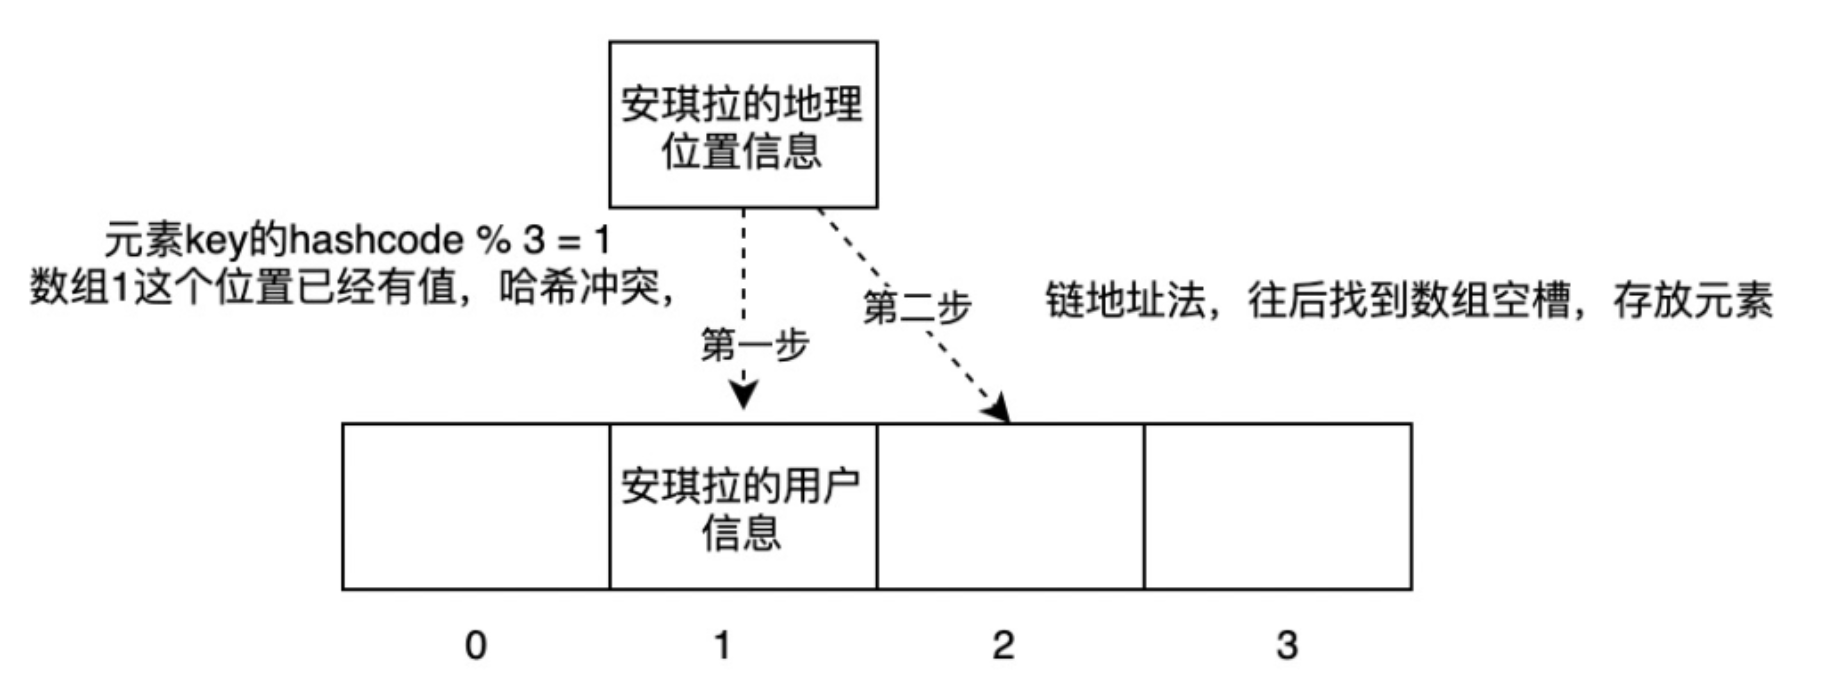 安琪拉的地理
位置信息
元素key的hashcode % 3 = 1
数组1这个位置已经有值，哈希冲突，
第一步
第二步
链地址法，往后找到数组空槽，存放元素
安琪拉的用户
信息
0
1
2
3